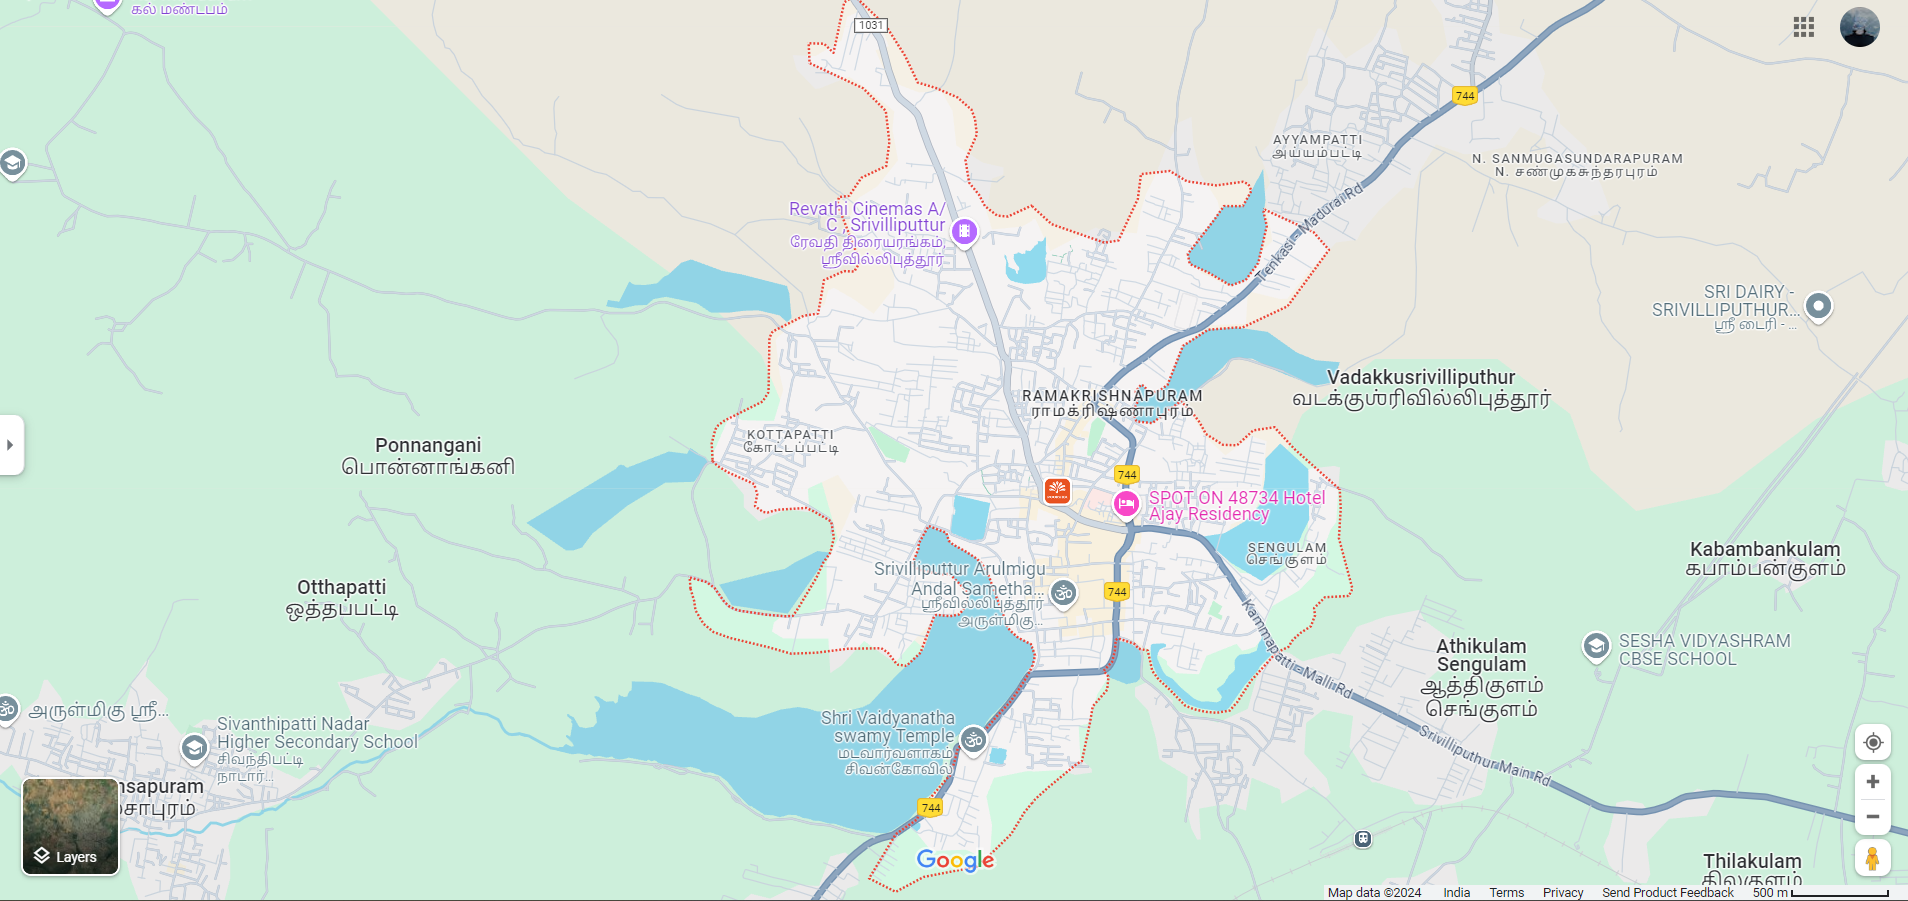 கல் மண்டபம்
1031
744
AYYAMPATTI
அய்யம்பட்டி
N. SANMUGASUNDARAPURAM
N. சண்முகசுந்தரபுரம்
Trenkasi - Madurai Rd
Revathi Cinemas A/
C , Srivilliputtur
ரேவதி திரையரங்கம்,
ஸ்ரீவில்லிபுத்தூர்
SRI DAIRY -
SRIVILLIPUTHUR...
ஸ்ரீ டைரி - ...
Vadakkusrivilliputhur
வடக்குஶ்ரிவில்லிபுத்தூர்
RAMAKRISHNAPURAM
ராமக்ரிஷ்ணாபுரம்
KOTTAPATTI
கோட்டப்பட்டி
Ponnangani
பொன்னாங்கனி
744
SPOT ON 48734 Hotel
Ajay Residency
SENGULAM
செங்குளம்
Kabambankulam
கபாம்பன்குளம்
Srivilliputtur Arulmigu
Andal Sametha...
ஸ்ரீவில்லிபுத்தூர்
அருள்மிகு...
744
Otthapatti
ஒத்தப்பட்டி
Kammapatti - Malli Rd
Athikulam
Sengulam
ஆத்திகுளம்
செங்குளம்
SESHA VIDYASHRAM
CBSE SCHOOL
அருள்மிகு ஸ்ரீ...
Sivanthipatti Nadar
Higher Secondary School
சிவந்திபட்டி
நாடார்...
Shri Vaidyanatha
swamy Temple
மடவார்வளாகம்
சிவன்கோவில்
Srivilliputhur Main Rd
nsapuram
சாபுரம்
744
Layers
Google
Thilakulam
திலகுளம்
Map data ©2024 India Terms Privacy Send Product Feedback 500 m